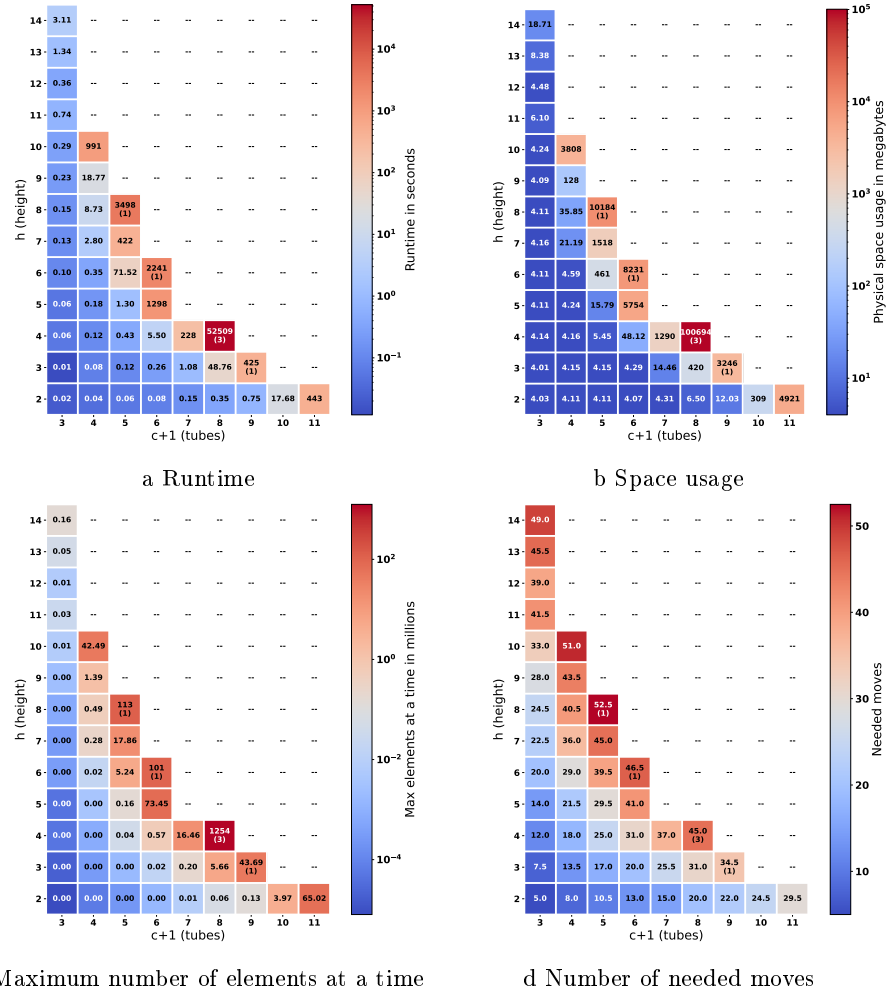 14 3.11 -- -- -- -- -- -- -- --
13 1.34 -- -- -- -- -- -- -- --
12 0.36 -- -- -- -- -- -- -- --
11 0.74 -- -- -- -- -- -- -- --
10 0.29 991 -- -- -- -- -- -- --
9 0.23 18.77 -- -- -- -- -- -- --
8 0.15 8.73 3498 (1) -- -- -- -- -- --
7 0.13 2.80 422 -- -- -- -- -- --
6 0.10 0.35 71.52 2241 (1) -- -- -- -- --
5 0.06 0.18 1.30 1298 -- -- -- -- --
4 0.06 0.12 0.43 5.50 228 52509 (3) -- -- --
3 0.01 0.08 0.12 0.26 1.08 48.76 425 (1) -- --
2 0.02 0.04 0.06 0.08 0.15 0.35 0.75 17.68 443
3 4 5 6 7 8 9 10 11
c+1 (tubes)
h (height)
10⁴
10³
10²
10¹
10⁰
10⁻¹
Runtime in seconds
a Runtime
14 18.71 -- -- -- -- -- -- -- --
13 8.38 -- -- -- -- -- -- -- --
12 4.48 -- -- -- -- -- -- -- --
11 6.10 -- -- -- -- -- -- -- --
10 4.24 3808 -- -- -- -- -- -- --
9 4.09 128 -- -- -- -- -- -- --
8 4.11 35.85 10184 (1) -- -- -- -- -- --
7 4.16 21.19 1518 -- -- -- -- -- --
6 4.11 4.59 461 8231 (1) -- -- -- -- --
5 4.11 4.24 15.79 5754 -- -- -- -- --
4 4.14 4.16 5.45 48.12 1290 100694 (3) -- -- --
3 4.01 4.15 4.15 4.29 14.46 420 3246 (1) -- --
2 4.03 4.11 4.11 4.07 4.31 6.50 12.03 309 4921
3 4 5 6 7 8 9 10 11
c+1 (tubes)
h (height)
10⁵
10⁴
10³
10²
10¹
Physical space usage in megabytes
b Space usage
14 0.16 -- -- -- -- -- -- -- --
13 0.05 -- -- -- -- -- -- -- --
12 0.01 -- -- -- -- -- -- -- --
11 0.03 -- -- -- -- -- -- -- --
10 0.01 42.49 -- -- -- -- -- -- --
9 0.00 1.39 -- -- -- -- -- -- --
8 0.00 0.49 113 (1) -- -- -- -- -- --
7 0.00 0.28 17.86 -- -- -- -- -- --
6 0.00 0.02 5.24 101 (1) -- -- -- -- --
5 0.00 0.00 0.16 73.45 -- -- -- -- --
4 0.00 0.00 0.04 0.57 16.46 1254 (3) -- -- --
3 0.00 0.00 0.00 0.02 0.20 5.66 43.69 (1) -- --
2 0.00 0.00 0.00 0.00 0.01 0.06 0.13 3.97 65.02
3 4 5 6 7 8 9 10 11
c+1 (tubes)
h (height)
10²
10⁰
10⁻²
10⁻⁴
Max elements at a time in millions
Maximum number of elements at a time
14 49.0 -- -- -- -- -- -- -- --
13 45.5 -- -- -- -- -- -- -- --
12 39.0 -- -- -- -- -- -- -- --
11 41.5 -- -- -- -- -- -- -- --
10 33.0 51.0 -- -- -- -- -- -- --
9 28.0 43.5 -- -- -- -- -- -- --
8 24.5 40.5 52.5 (1) -- -- -- -- -- --
7 22.5 36.0 45.0 -- -- -- -- -- --
6 20.0 29.0 39.5 46.5 (1) -- -- -- -- --
5 14.0 21.5 29.5 41.0 -- -- -- -- --
4 12.0 18.0 25.0 31.0 37.0 45.0 (3) -- -- --
3 7.5 13.5 17.0 20.0 25.5 31.0 34.5 (1) -- --
2 5.0 8.0 10.5 13.0 15.0 20.0 22.0 24.5 29.5
3 4 5 6 7 8 9 10 11
c+1 (tubes)
h (height)
50
40
30
20
10
Needed moves
d Number of needed moves